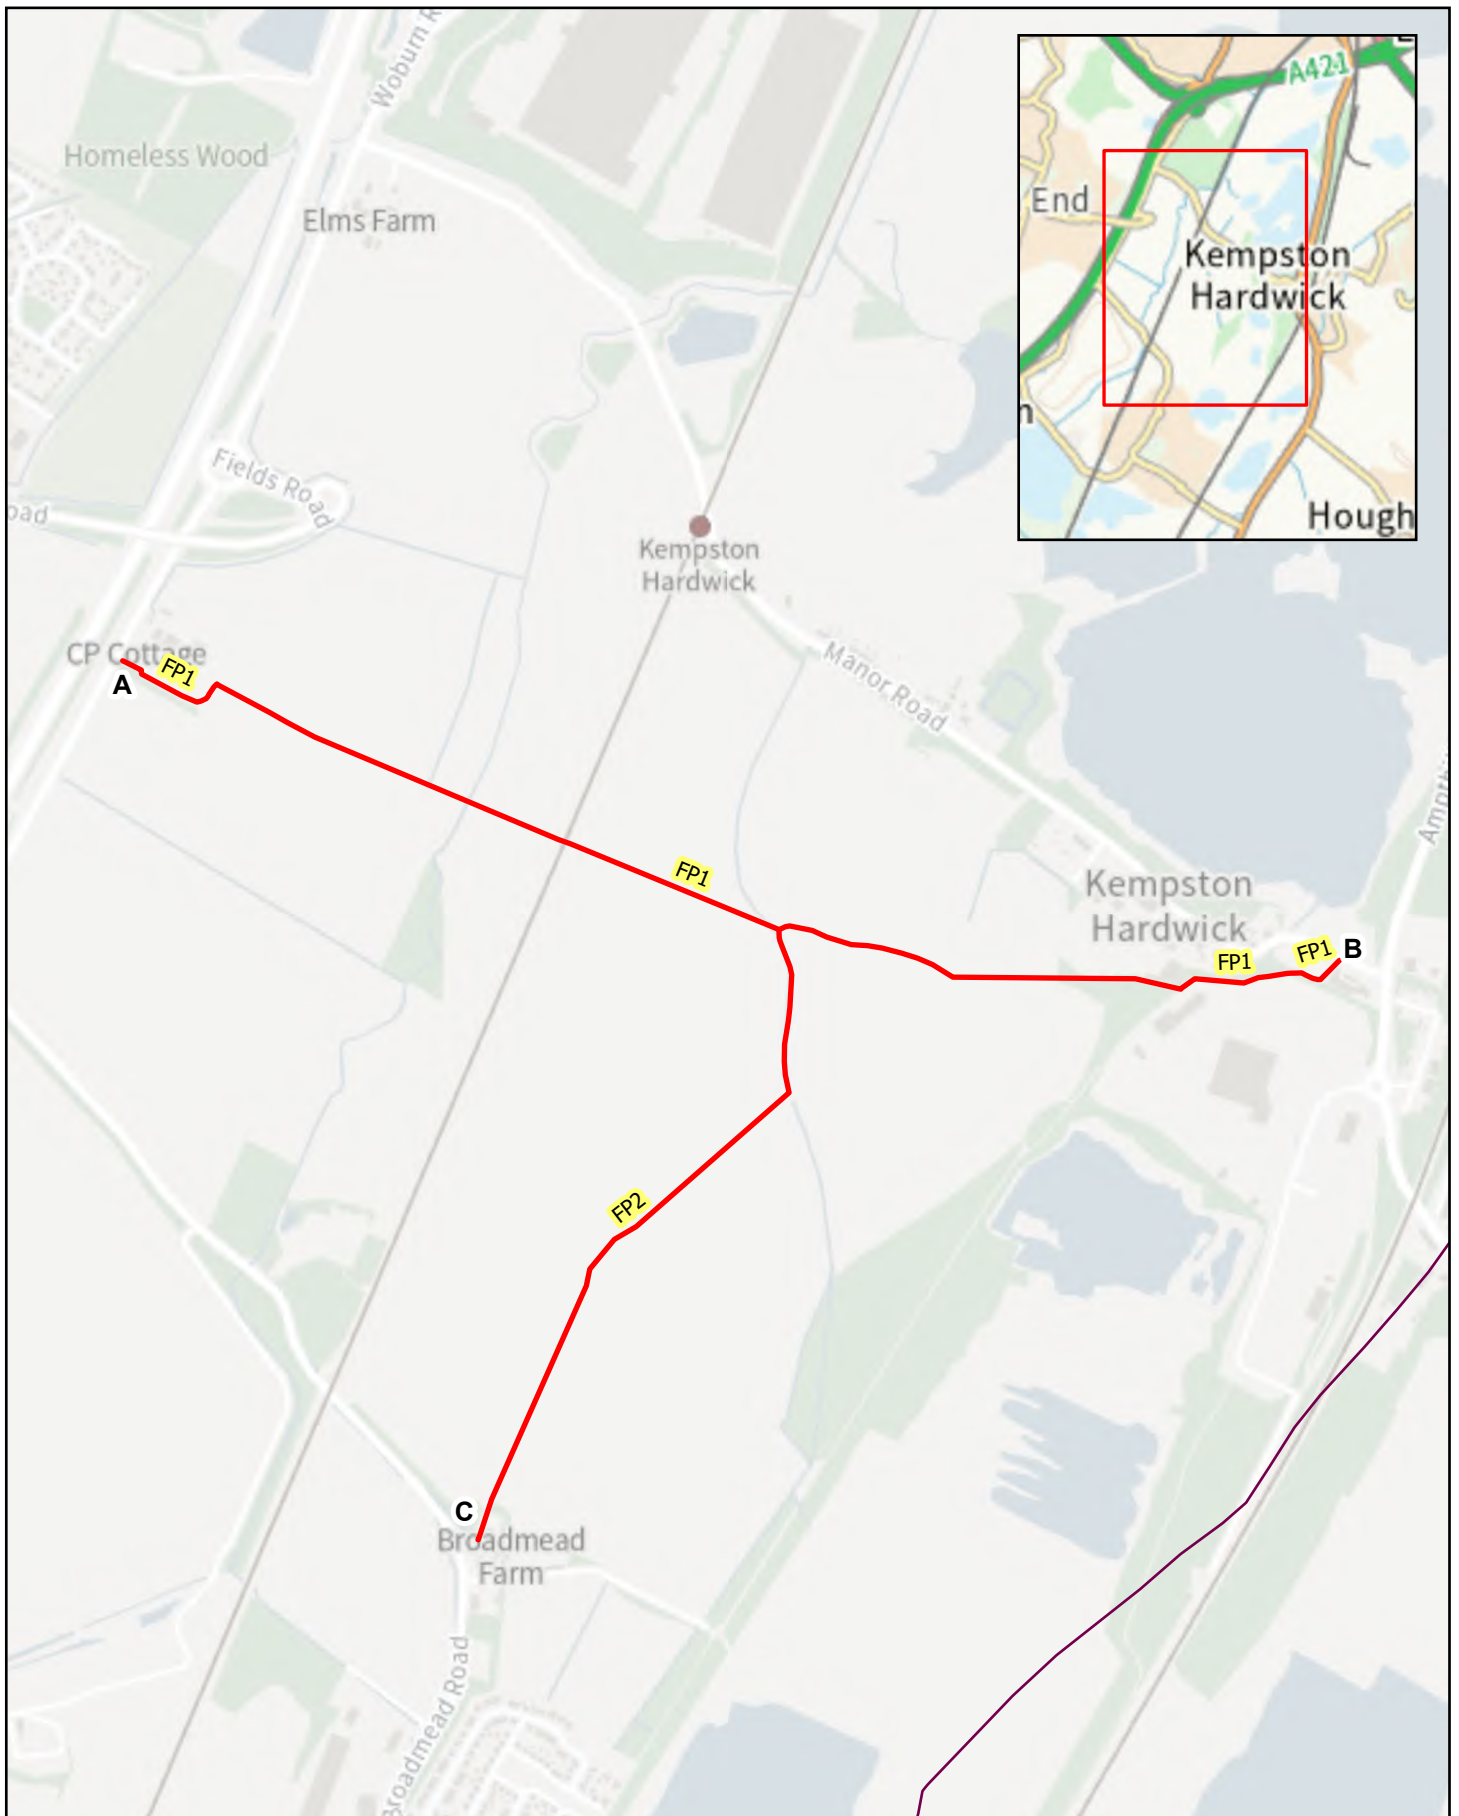 Woburn R
Homeless Wood
Elms Farm
A421
End
Kempston
Hardwick
Hough
n
Fields Road
oad
Kempston
Hardwick
CP Cottage
A
FP1
Manor Road
Ampth
FP1
Kempston
Hardwick
FP1
FP1
B
FP2
C
Broadmead
Farm
Broadmead Road